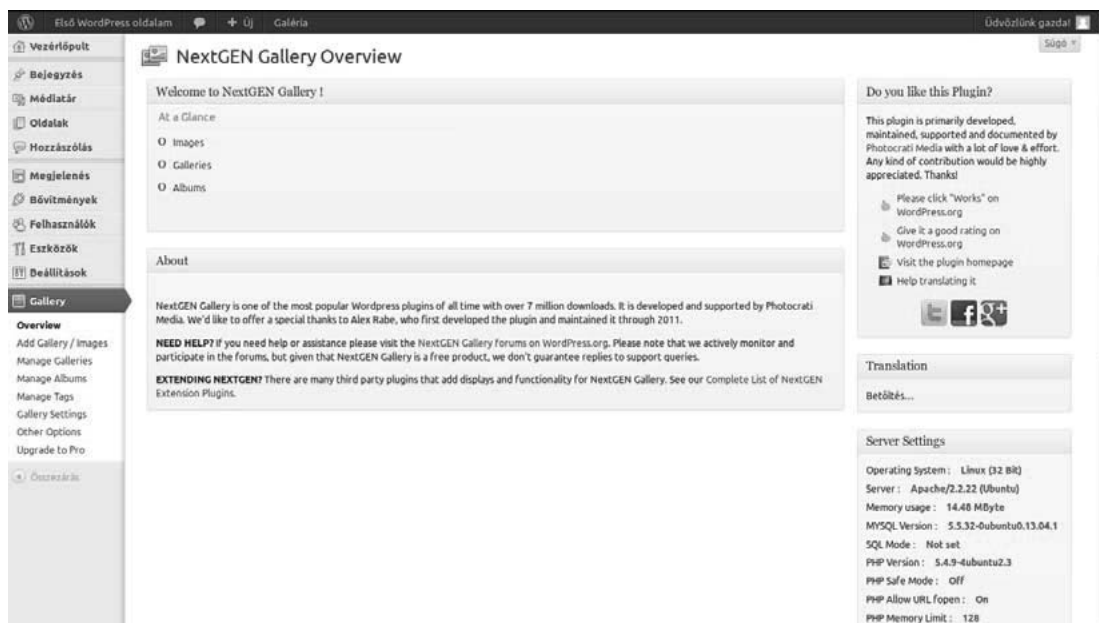 Első WordPress oldalam + Új Galéria Üdvözlünk gazda!
Súgó
Vezérlőpult
Bejegyzés
Médiatár
Oldalak
Hozzászólás
Megjelenés
Bővítmények
Felhasználók
Eszközök
Beállítások
Gallery
Overview
Add Gallery / Images
Manage Galleries
Manage Albums
Manage Tags
Gallery Settings
Other Options
Upgrade to Pro
Összezárás
NextGEN Gallery Overview
Welcome to NextGEN Gallery !
At a Glance
0 Images
0 Galleries
0 Albums
About
NextGEN Gallery is one of the most popular Wordpress plugins of all time with over 7 million downloads. It is developed and supported by Photocrati
Media. We'd like to offer a special thanks to Alex Rabe, who first developed the plugin and maintained it through 2011.
NEED HELP? If you need help or assistance please visit the NextGEN Gallery forums on WordPress.org. Please note that we actively monitor and
participate in the forums, but given that NextGEN Gallery is a free product, we don't guarantee replies to support queries.
EXTENDING NEXTGEN? There are many third party plugins that add displays and functionality for NextGEN Gallery. See our Complete List of NextGEN
Extension Plugins.
Do you like this Plugin?
This plugin is primarily developed,
maintained, supported and documented by
Photocrati Media with a lot of love & effort.
Any kind of contribution would be highly
appreciated. Thanks!
Please click "Works" on
WordPress.org
Give it a good rating on
WordPress.org
Visit the plugin homepage
Help translating it
Translation
Betöltés...
Server Settings
Operating System : Linux (32 Bit)
Server : Apache/2.2.22 (Ubuntu)
Memory usage : 14.48 MByte
MYSQL Version : 5.5.32-0ubuntu0.13.04.1
SQL Mode : Not set
PHP Version : 5.4.9-4ubuntu2.3
PHP Safe Mode : Off
PHP Allow URL fopen : On
PHP Memory Limit : 128